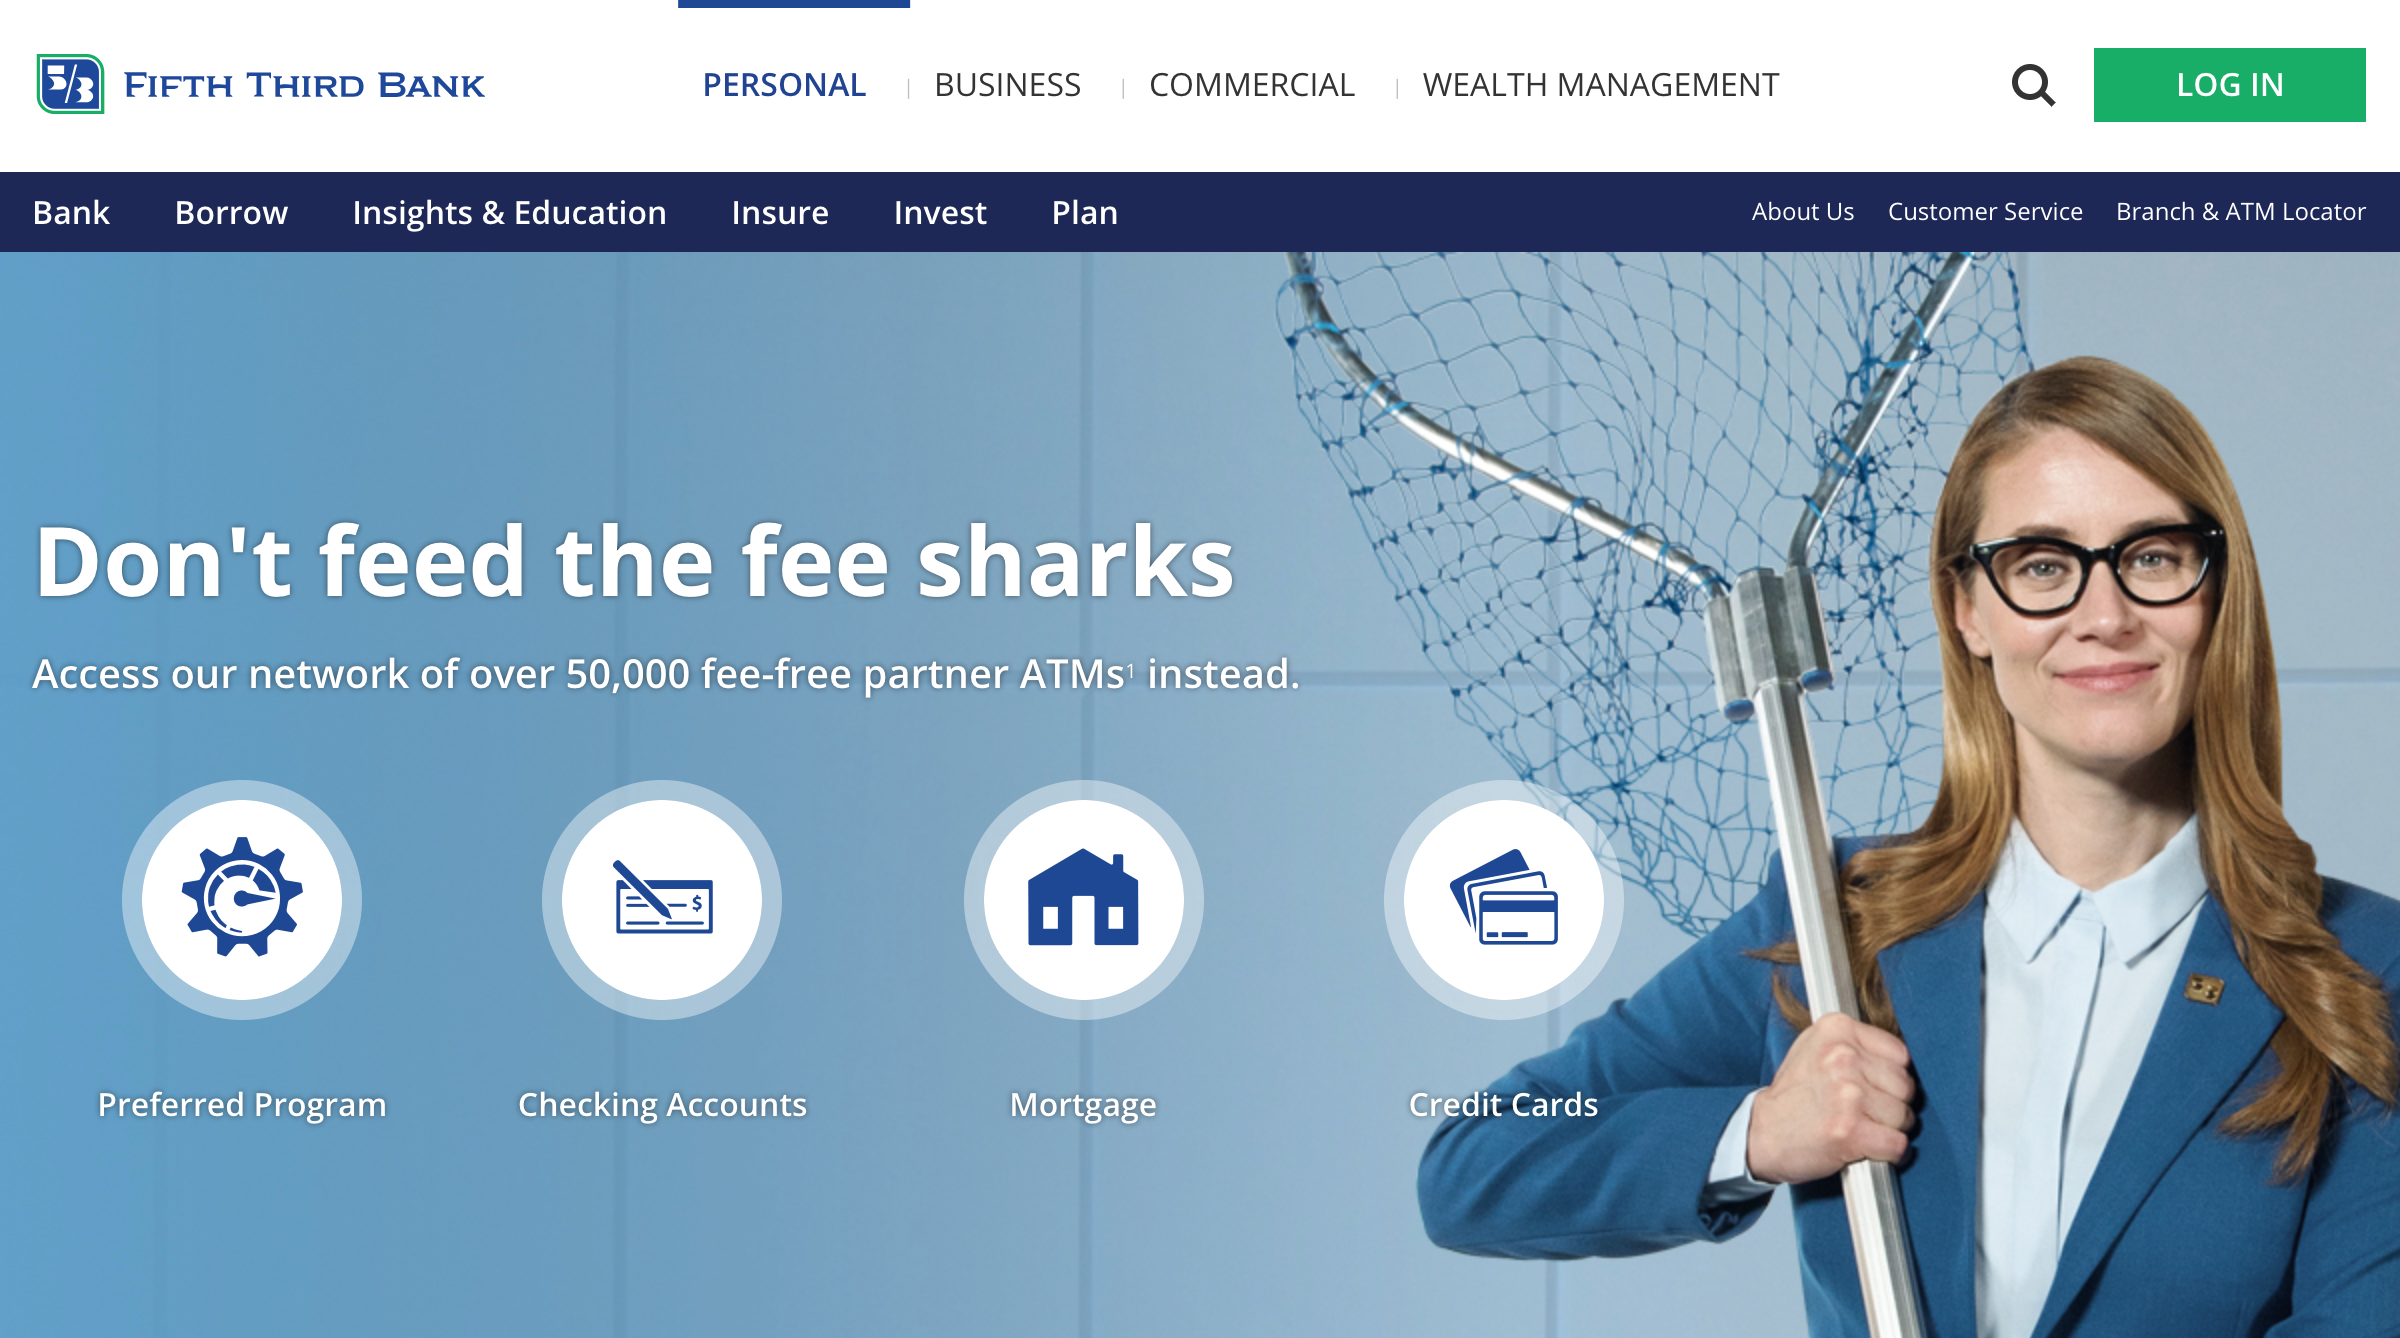 5/3 FIFTH THIRD BANK
PERSONAL | BUSINESS | COMMERCIAL | WEALTH MANAGEMENT
LOG IN
Bank Borrow Insights & Education Insure Invest Plan
About Us Customer Service Branch & ATM Locator
Don't feed the fee sharks
Access our network of over 50,000 fee-free partner ATMs¹ instead.
$
Preferred Program Checking Accounts Mortgage Credit Cards